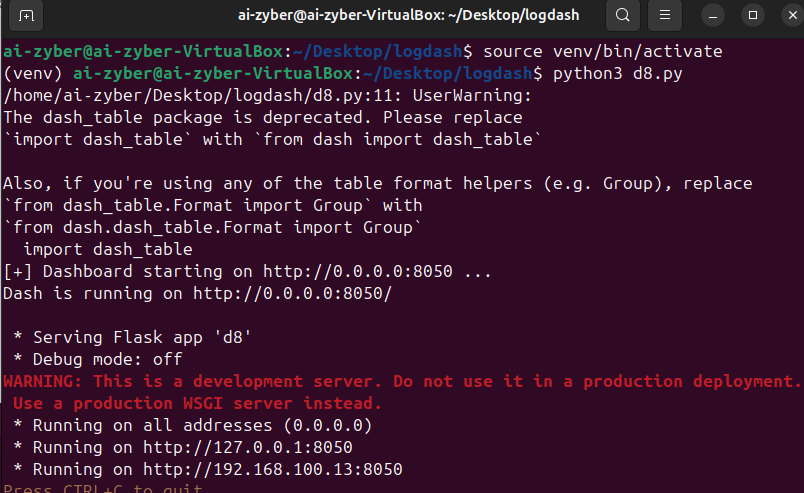 ai-zyber@ai-zyber-VirtualBox: ~/Desktop/logdash
ai-zyber@ai-zyber-VirtualBox:~/Desktop/logdash$ source venv/bin/activate
(venv) ai-zyber@ai-zyber-VirtualBox:~/Desktop/logdash$ python3 d8.py
/home/ai-zyber/Desktop/logdash/d8.py:11: UserWarning:
The dash_table package is deprecated. Please replace
`import dash_table` with `from dash import dash_table`
Also, if you're using any of the table format helpers (e.g. Group), replace
`from dash_table.Format import Group` with
`from dash.dash_table.Format import Group`
  import dash_table
[+] Dashboard starting on http://0.0.0.0:8050 ...
Dash is running on http://0.0.0.0:8050/
 * Serving Flask app 'd8'
 * Debug mode: off
WARNING: This is a development server. Do not use it in a production deployment.
 Use a production WSGI server instead.
 * Running on all addresses (0.0.0.0)
 * Running on http://127.0.0.1:8050
 * Running on http://192.168.100.13:8050
Press CTRL+C to quit